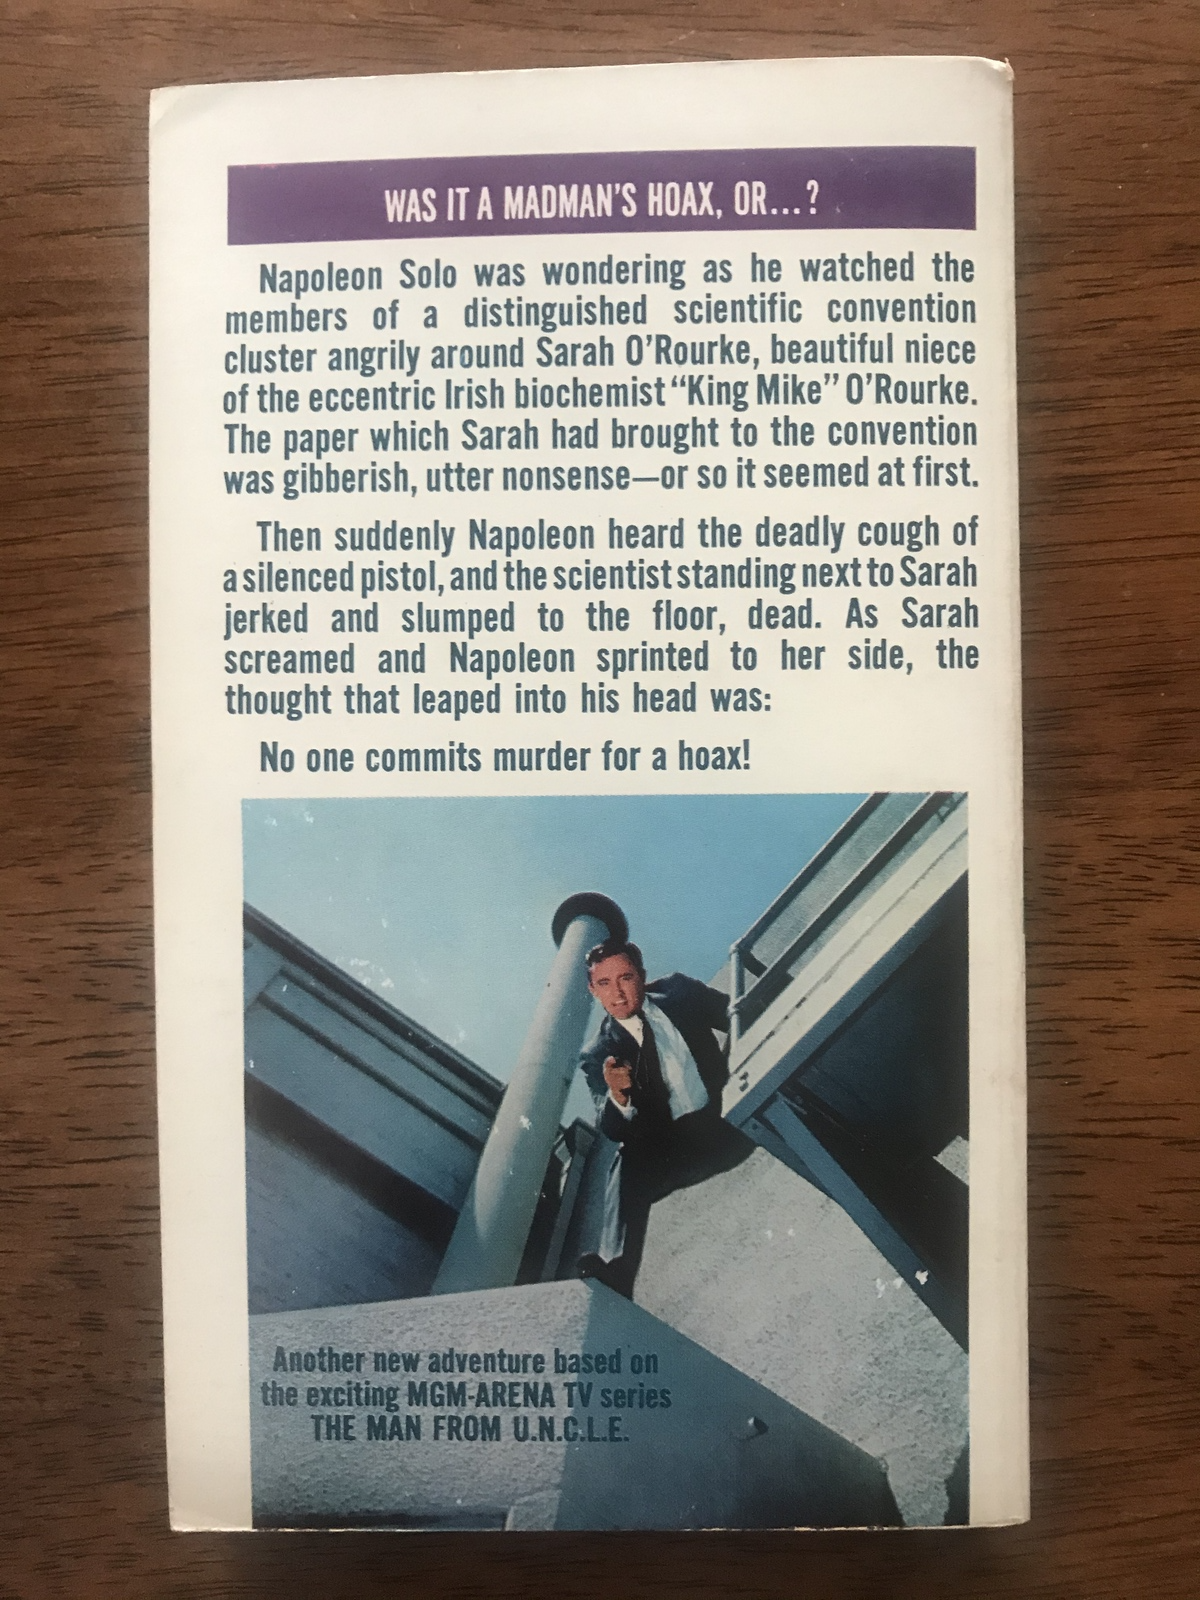 WAS IT A MADMAN'S HOAX, OR...?
Napoleon Solo was wondering as he watched the
members of a distinguished scientific convention
cluster angrily around Sarah O'Rourke, beautiful niece
of the eccentric Irish biochemist "King Mike" O'Rourke.
The paper which Sarah had brought to the convention
was gibberish, utter nonsense—or so it seemed at first.
Then suddenly Napoleon heard the deadly cough of
a silenced pistol, and the scientist standing next to Sarah
jerked and slumped to the floor, dead. As Sarah
screamed and Napoleon sprinted to her side, the
thought that leaped into his head was:
No one commits murder for a hoax!
Another new adventure based on
the exciting MGM-ARENA TV series
THE MAN FROM U.N.C.L.E.